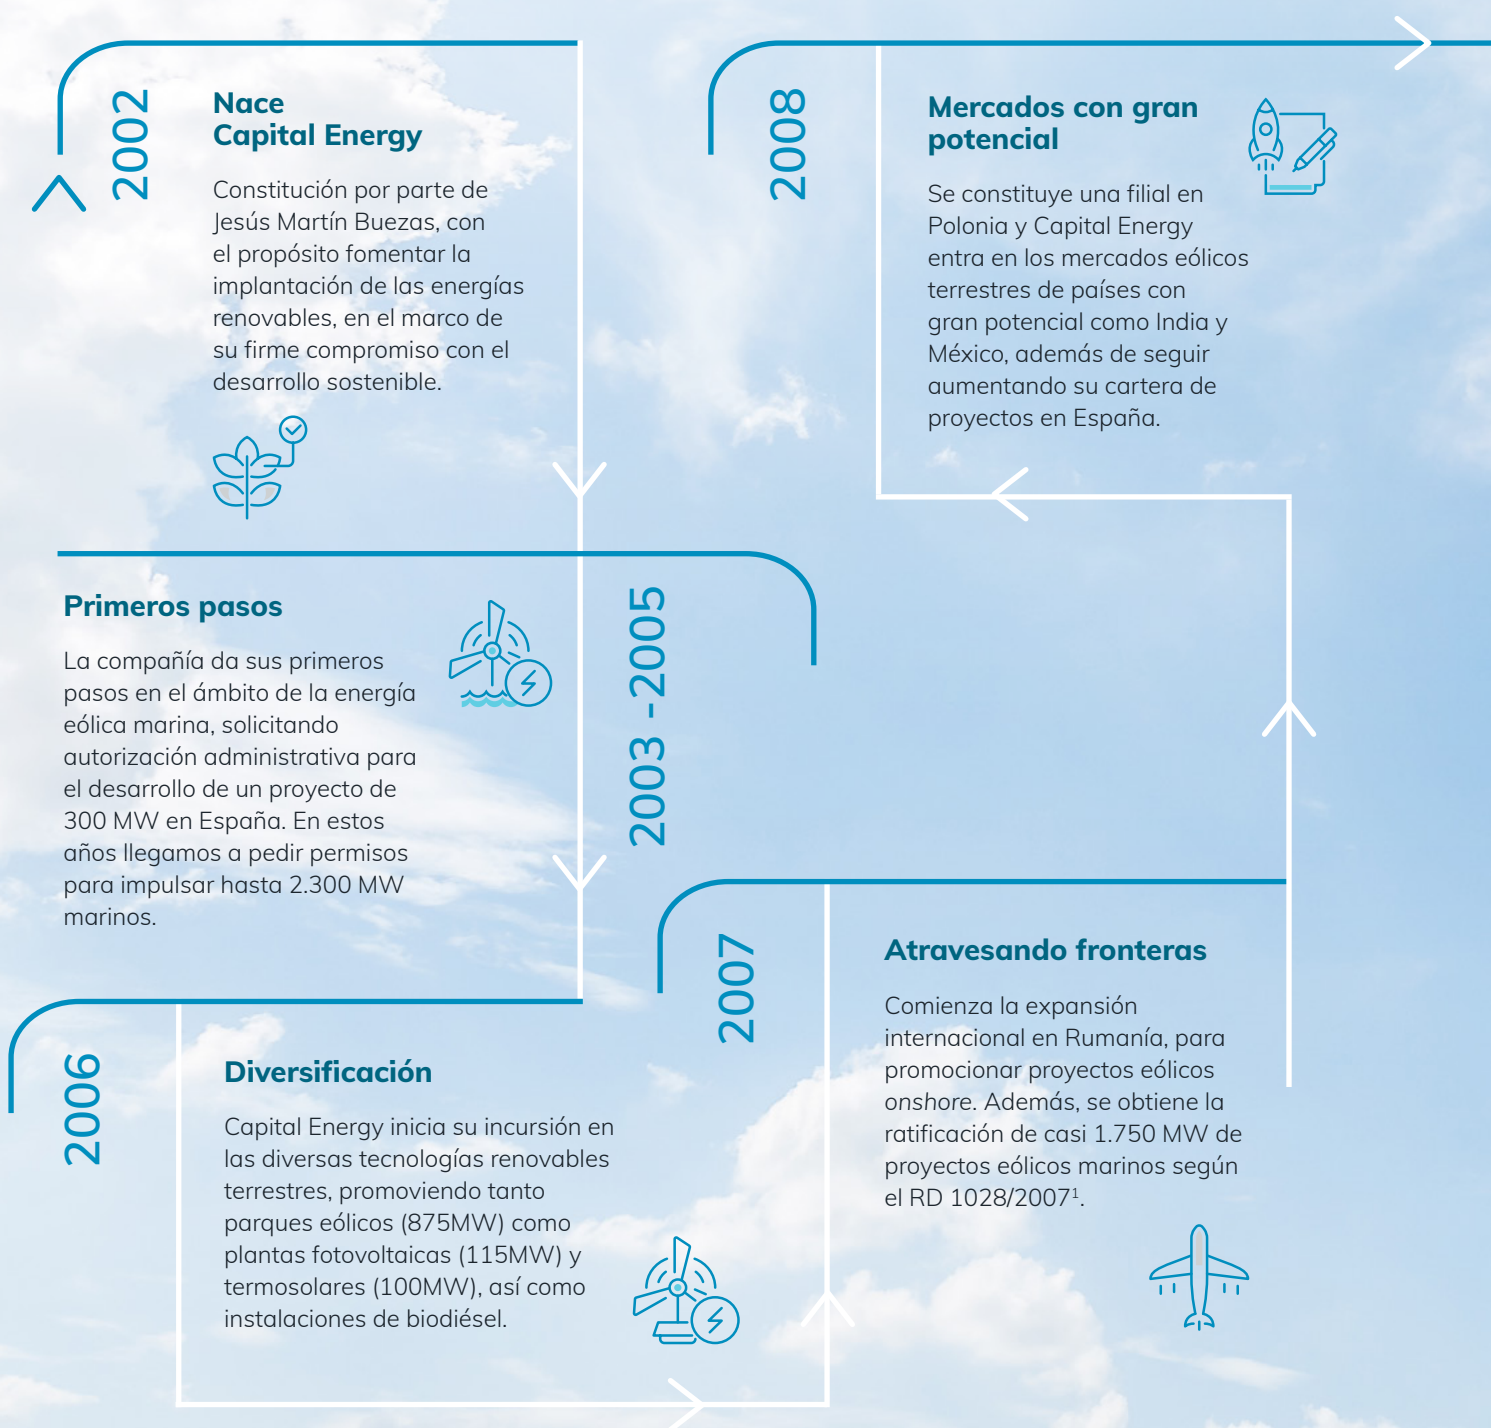 2002
Nace
Capital Energy
Constitución por parte de
Jesús Martín Buezas, con
el propósito fomentar la
implantación de las energías
renovables, en el marco de
su firme compromiso con el
desarrollo sostenible.
2003 -2005
Primeros pasos
La compañía da sus primeros
pasos en el ámbito de la energía
eólica marina, solicitando
autorización administrativa para
el desarrollo de un proyecto de
300 MW en España. En estos
años llegamos a pedir permisos
para impulsar hasta 2.300 MW
marinos.
2006
Diversificación
Capital Energy inicia su incursión en
las diversas tecnologías renovables
terrestres, promoviendo tanto
parques eólicos (875MW) como
plantas fotovoltaicas (115MW) y
termosolares (100MW), así como
instalaciones de biodiésel.
2007
Atravesando fronteras
Comienza la expansión
internacional en Rumanía, para
promocionar proyectos eólicos
onshore. Además, se obtiene la
ratificación de casi 1.750 MW de
proyectos eólicos marinos según
el RD 1028/2007¹.
2008
Mercados con gran
potencial
Se constituye una filial en
Polonia y Capital Energy
entra en los mercados eólicos
terrestres de países con
gran potencial como India y
México, además de seguir
aumentando su cartera de
proyectos en España.